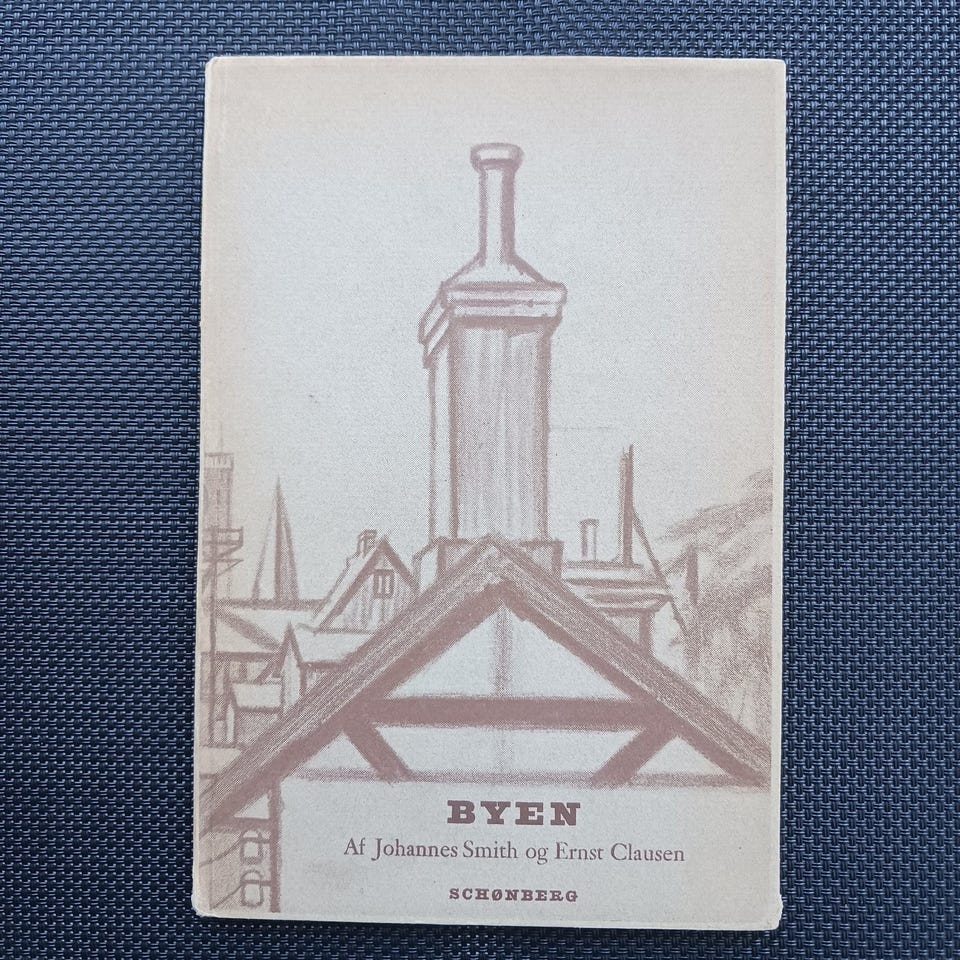 BYEN
Af Johannes Smith og Ernst Clausen
SCHØNBERG